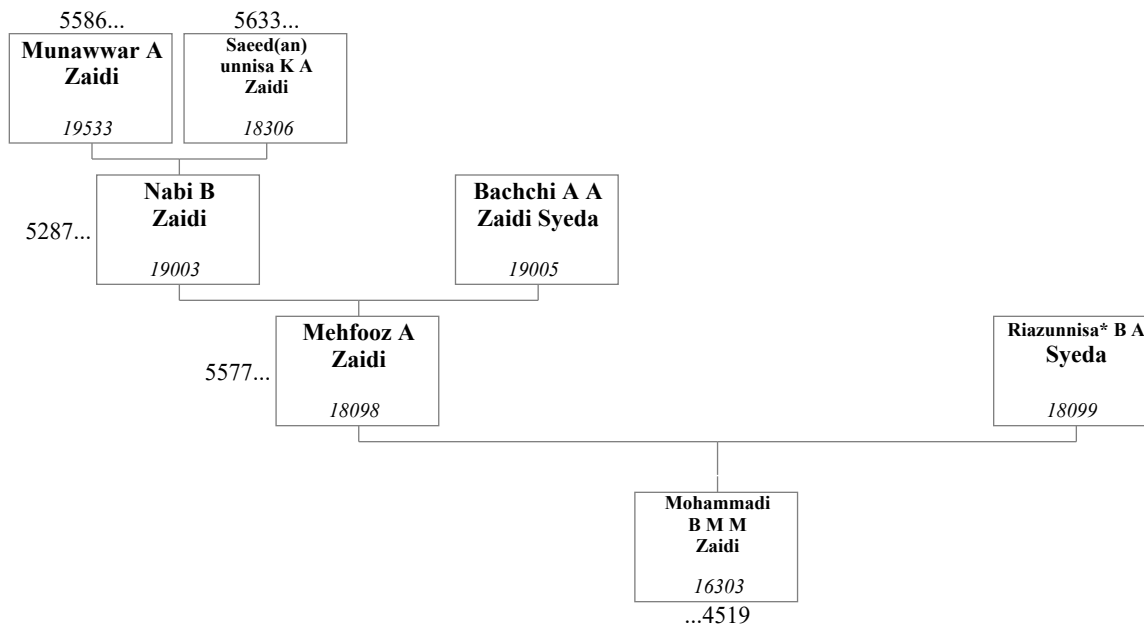 5586...
5633...
Munawwar A
Zaidi
19533
Saeed(an)
unnisa K A
Zaidi
18306
5287...
Nabi B
Zaidi
19003
Bachchi A A
Zaidi Syeda
19005
5577...
Mehfooz A
Zaidi
18098
Riazunnisa* B A
Syeda
18099
Mohammadi
B M M
Zaidi
16303
...4519